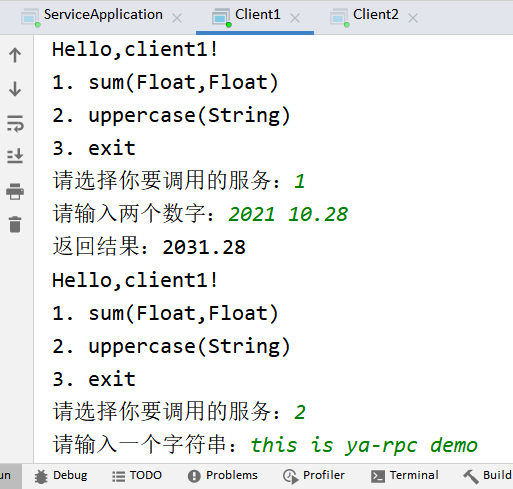 ServiceApplication Client1 Client2
Hello,client1!
1. sum(Float,Float)
2. uppercase(String)
3. exit
请选择你要调用的服务：1
请输入两个数字：2021 10.28
返回结果：2031.28
Hello,client1!
1. sum(Float,Float)
2. uppercase(String)
3. exit
请选择你要调用的服务：2
请输入一个字符串：this is ya-rpc demo
un Debug TODO Problems Profiler Terminal Build